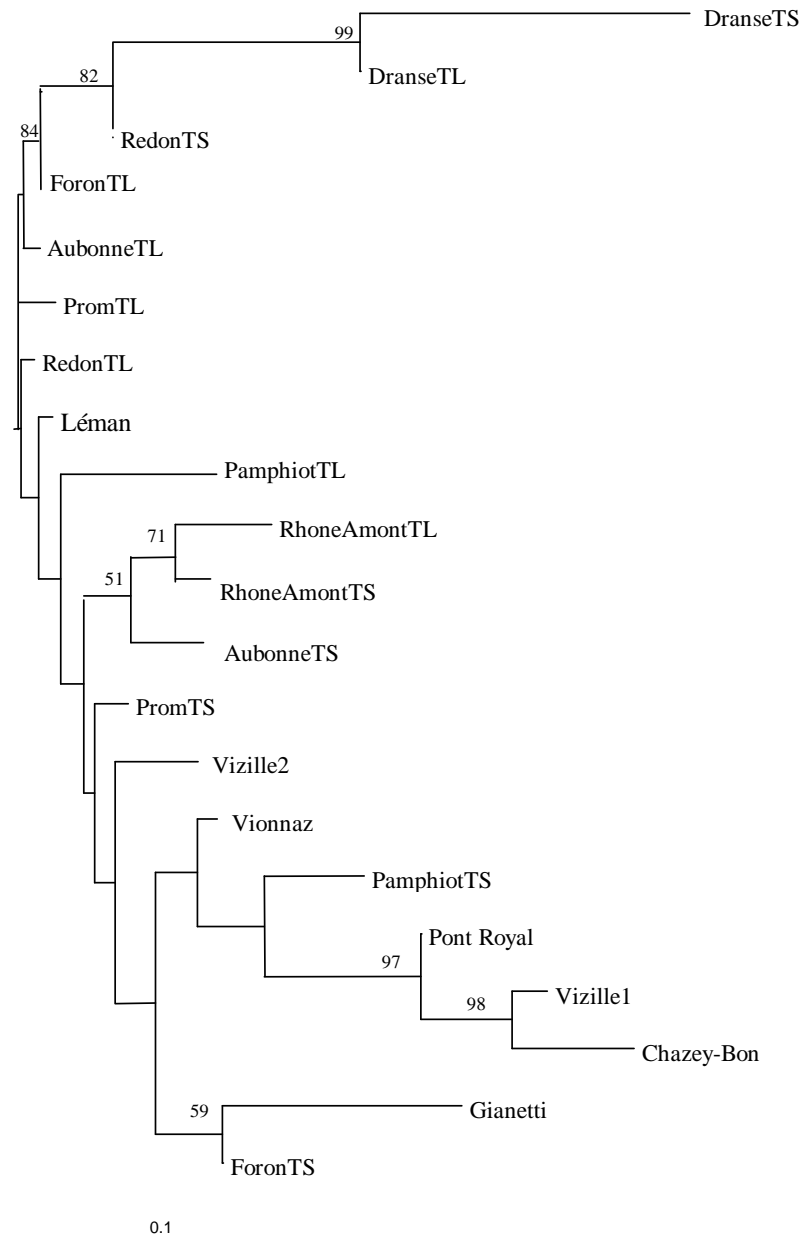 DranseTS
99
DranseTL
82
RedonTS
84
ForonTL
AubonneTL
PromTL
RedonTL
Léman
PamphiotTL
71
RhoneAmontTL
51
RhoneAmontTS
AubonneTS
PromTS
Vizille2
Vionnaz
PamphiotTS
Pont Royal
97
Vizille1
98
Chazey-Bon
59
Gianetti
ForonTS
0.1